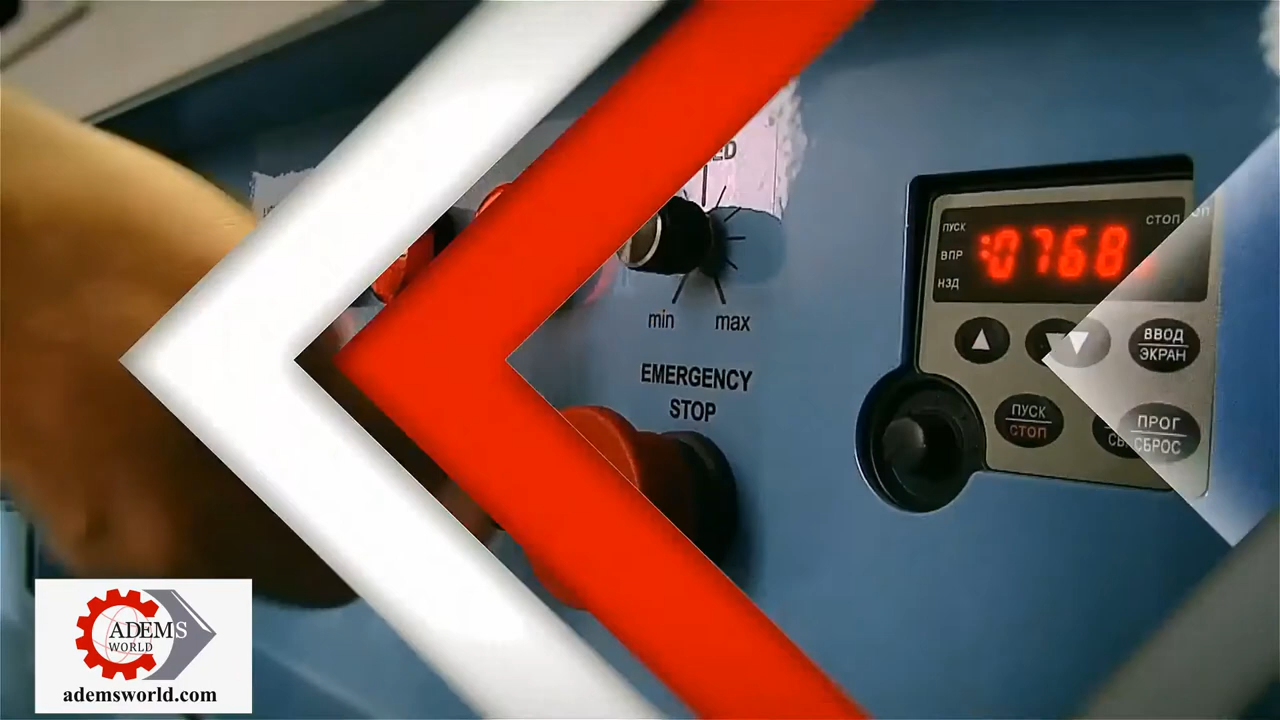 ПУСК
ВПР
НЗД
СТОП
:0768
min
max
EMERGENCY
STOP
ВВОД
ЭКРАН
ПУСК
СТОП
ПРОГ
СБРОС
ADEMS
WORLD
ademsworld.com